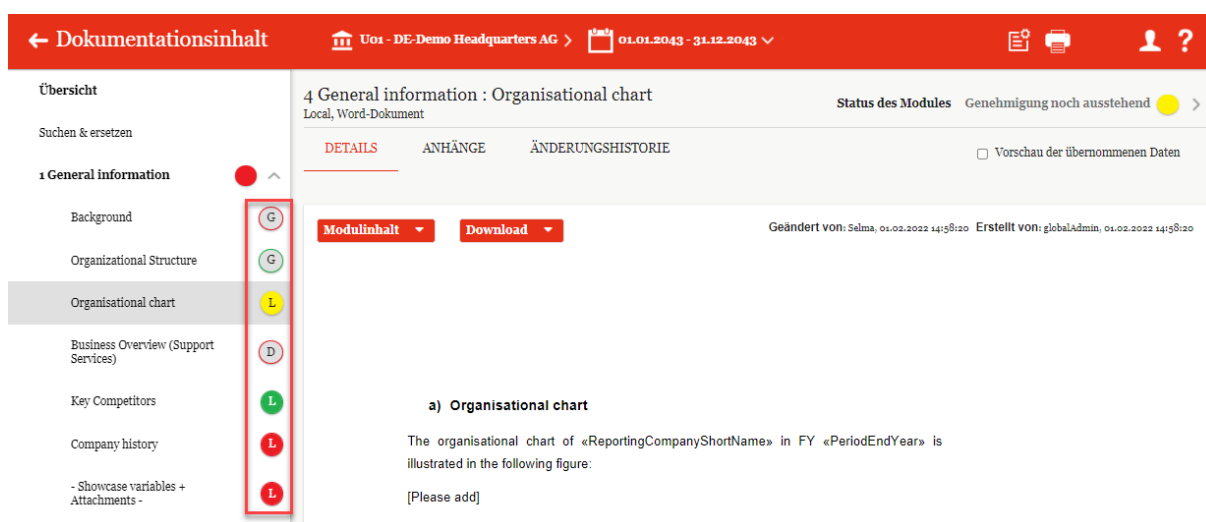 Dokumentationsinhalt
U01 - DE-Demo Headquarters AG > 01.01.2043 - 31.12.2043
?
Übersicht
Suchen & ersetzen
1 General information
Background G
Organizational Structure G
Organisational chart L
Business Overview (Support
Services) D
Key Competitors L
Company history L
- Showcase variables +
Attachments - L
4 General information : Organisational chart
Local, Word-Dokument
Status des Modules Genehmigung noch ausstehend
DETAILS ANHÄNGE ÄNDERUNGSHISTORIE
Vorschau der übernommenen Daten
Modulinhalt Download
Geändert von: Selma, 01.02.2022 14:58:20 Erstellt von: globalAdmin, 01.02.2022 14:58:20
a) Organisational chart
The organisational chart of «ReportingCompanyShortName» in FY «PeriodEndYear» is
illustrated in the following figure:
[Please add]